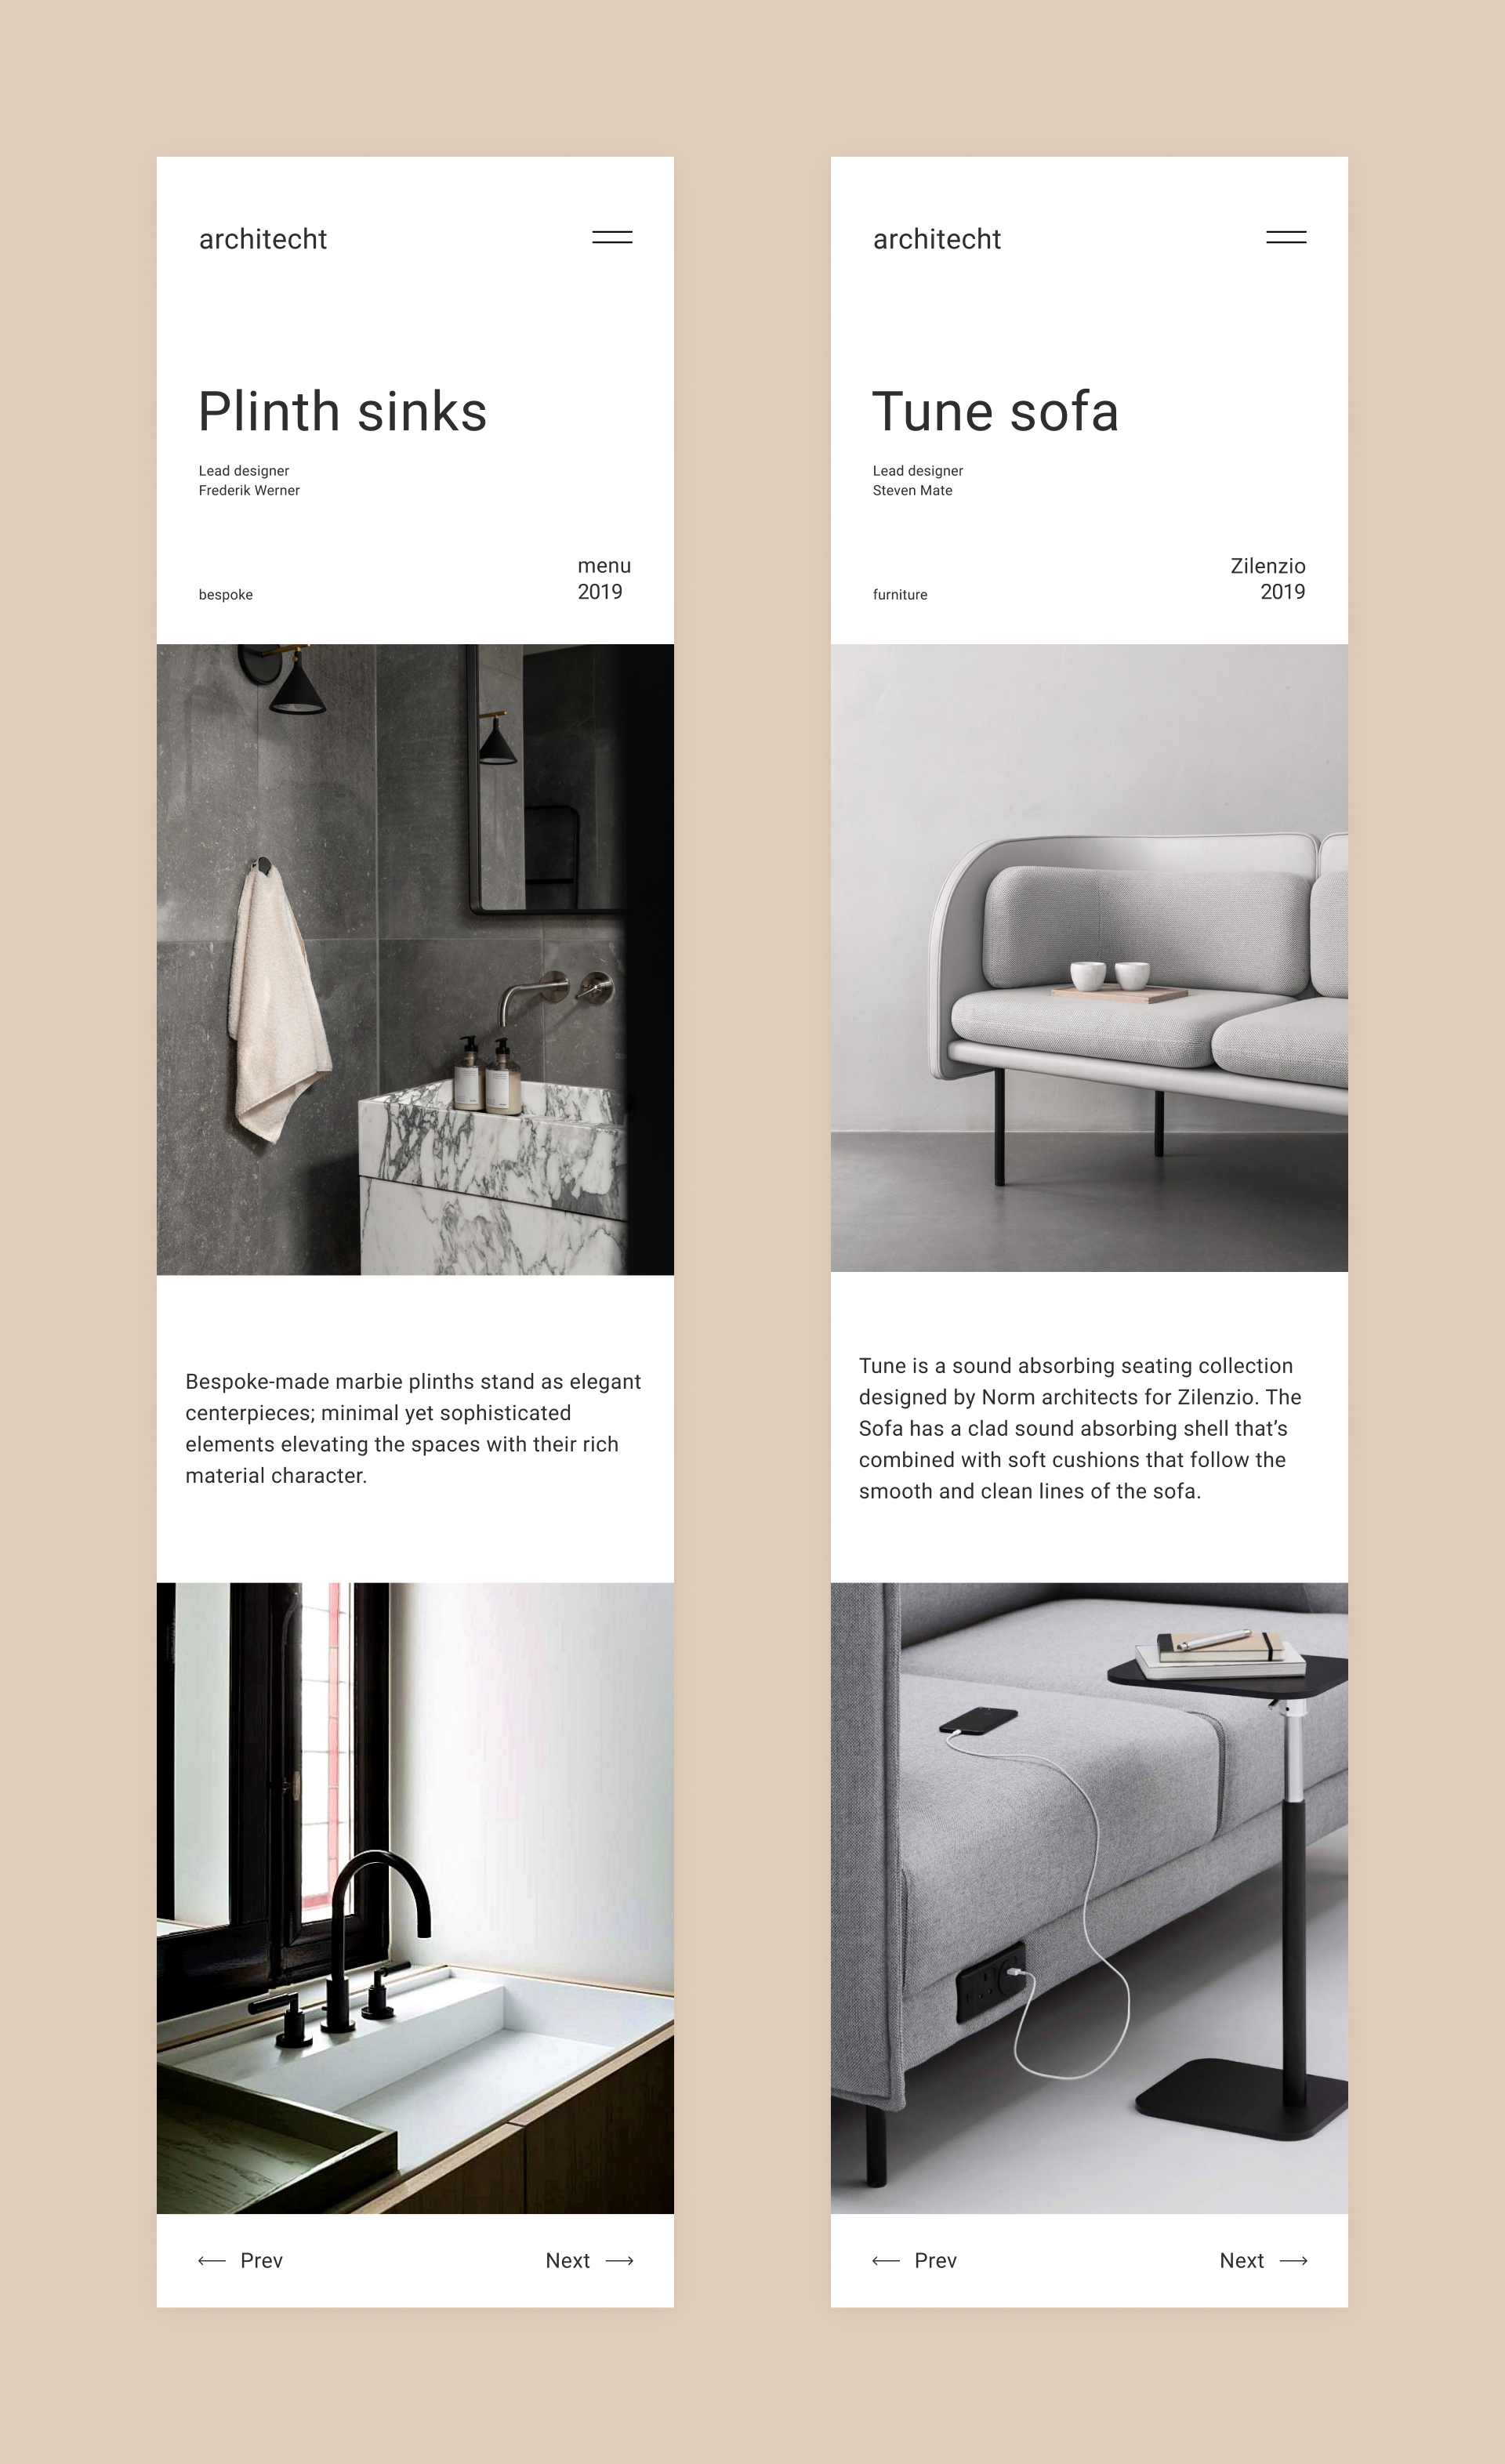 architecht
Plinth sinks
Lead designer
Frederik Werner
menu
2019
bespoke
Bespoke-made marbie plinths stand as elegant
centerpieces; minimal yet sophisticated
elements elevating the spaces with their rich
material character.
Prev
Next
architecht
Tune sofa
Lead designer
Steven Mate
Zilenzio
2019
furniture
Tune is a sound absorbing seating collection
designed by Norm architects for Zilenzio. The
Sofa has a clad sound absorbing shell that’s
combined with soft cushions that follow the
smooth and clean lines of the sofa.
Prev
Next